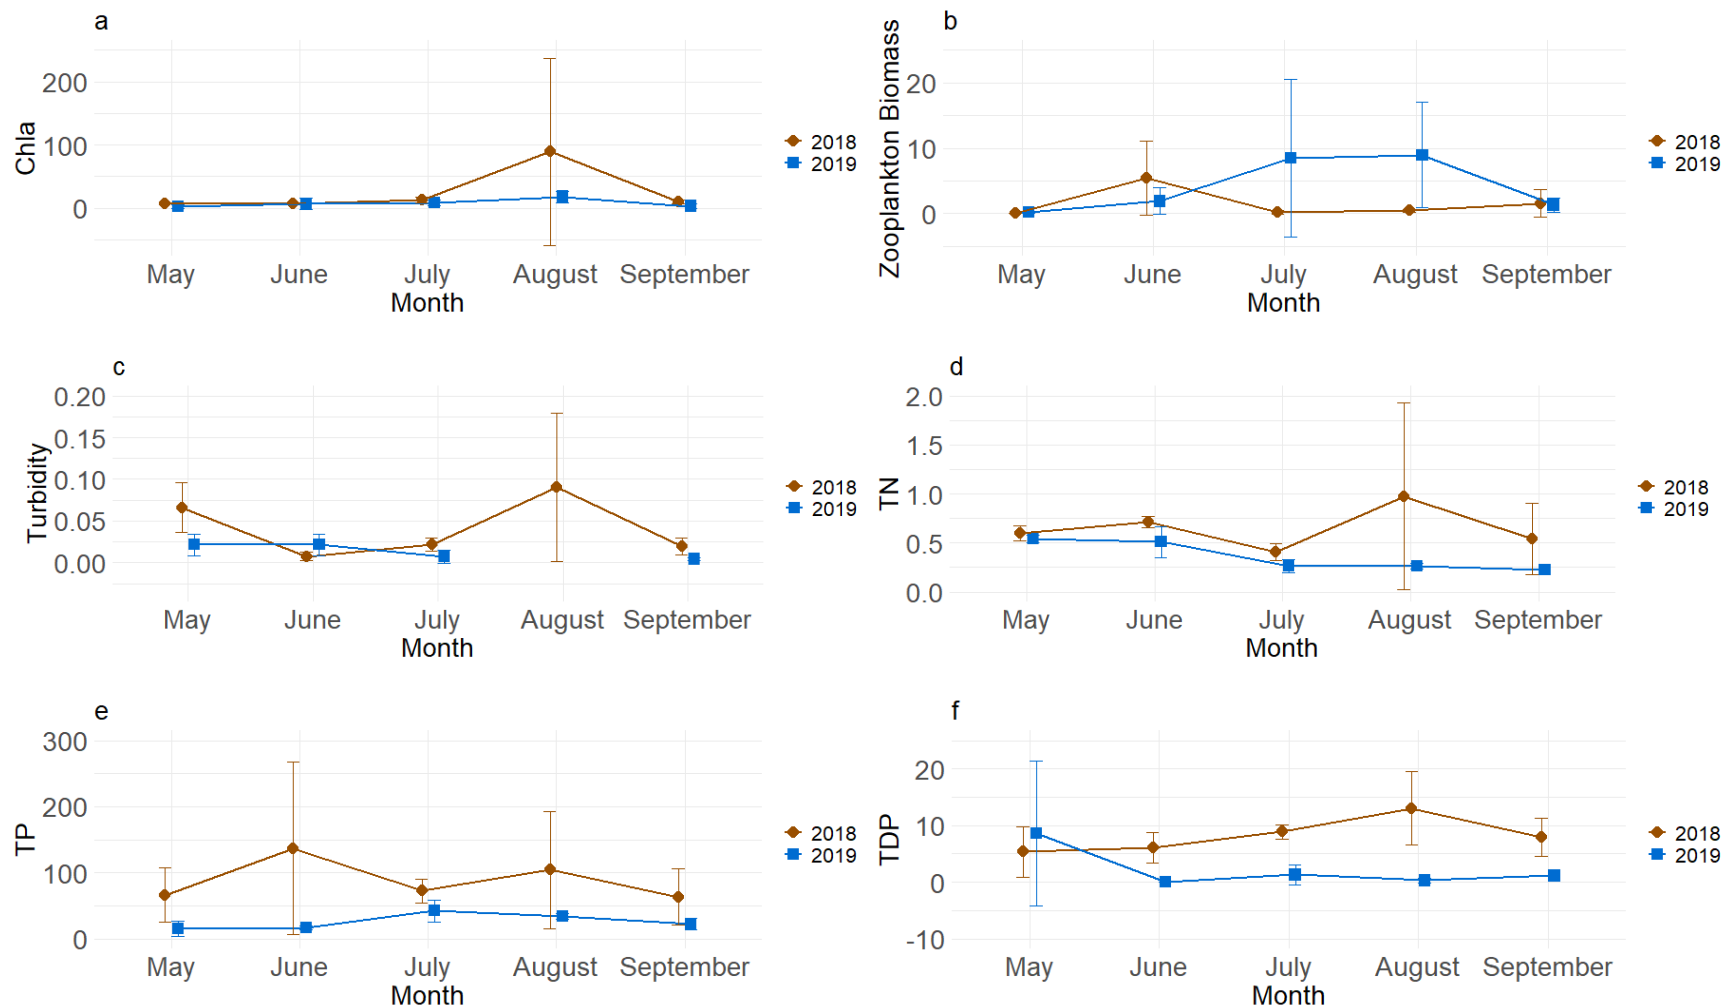 a
Chla
200
100
0
May June July August September
Month
2018
2019
b
Zooplankton Biomass
20
10
0
May June July August September
Month
2018
2019
c
Turbidity
0.20
0.15
0.10
0.05
0.00
May June July August September
Month
2018
2019
d
TN
2.0
1.5
1.0
0.5
0.0
May June July August September
Month
2018
2019
e
TP
300
200
100
0
May June July August September
Month
2018
2019
f
TDP
20
10
0
-10
May June July August September
Month
2018
2019